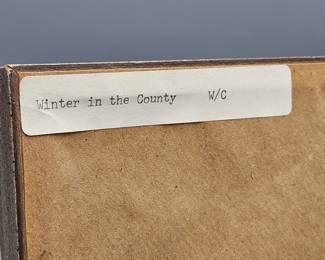 Winter in the County W/C